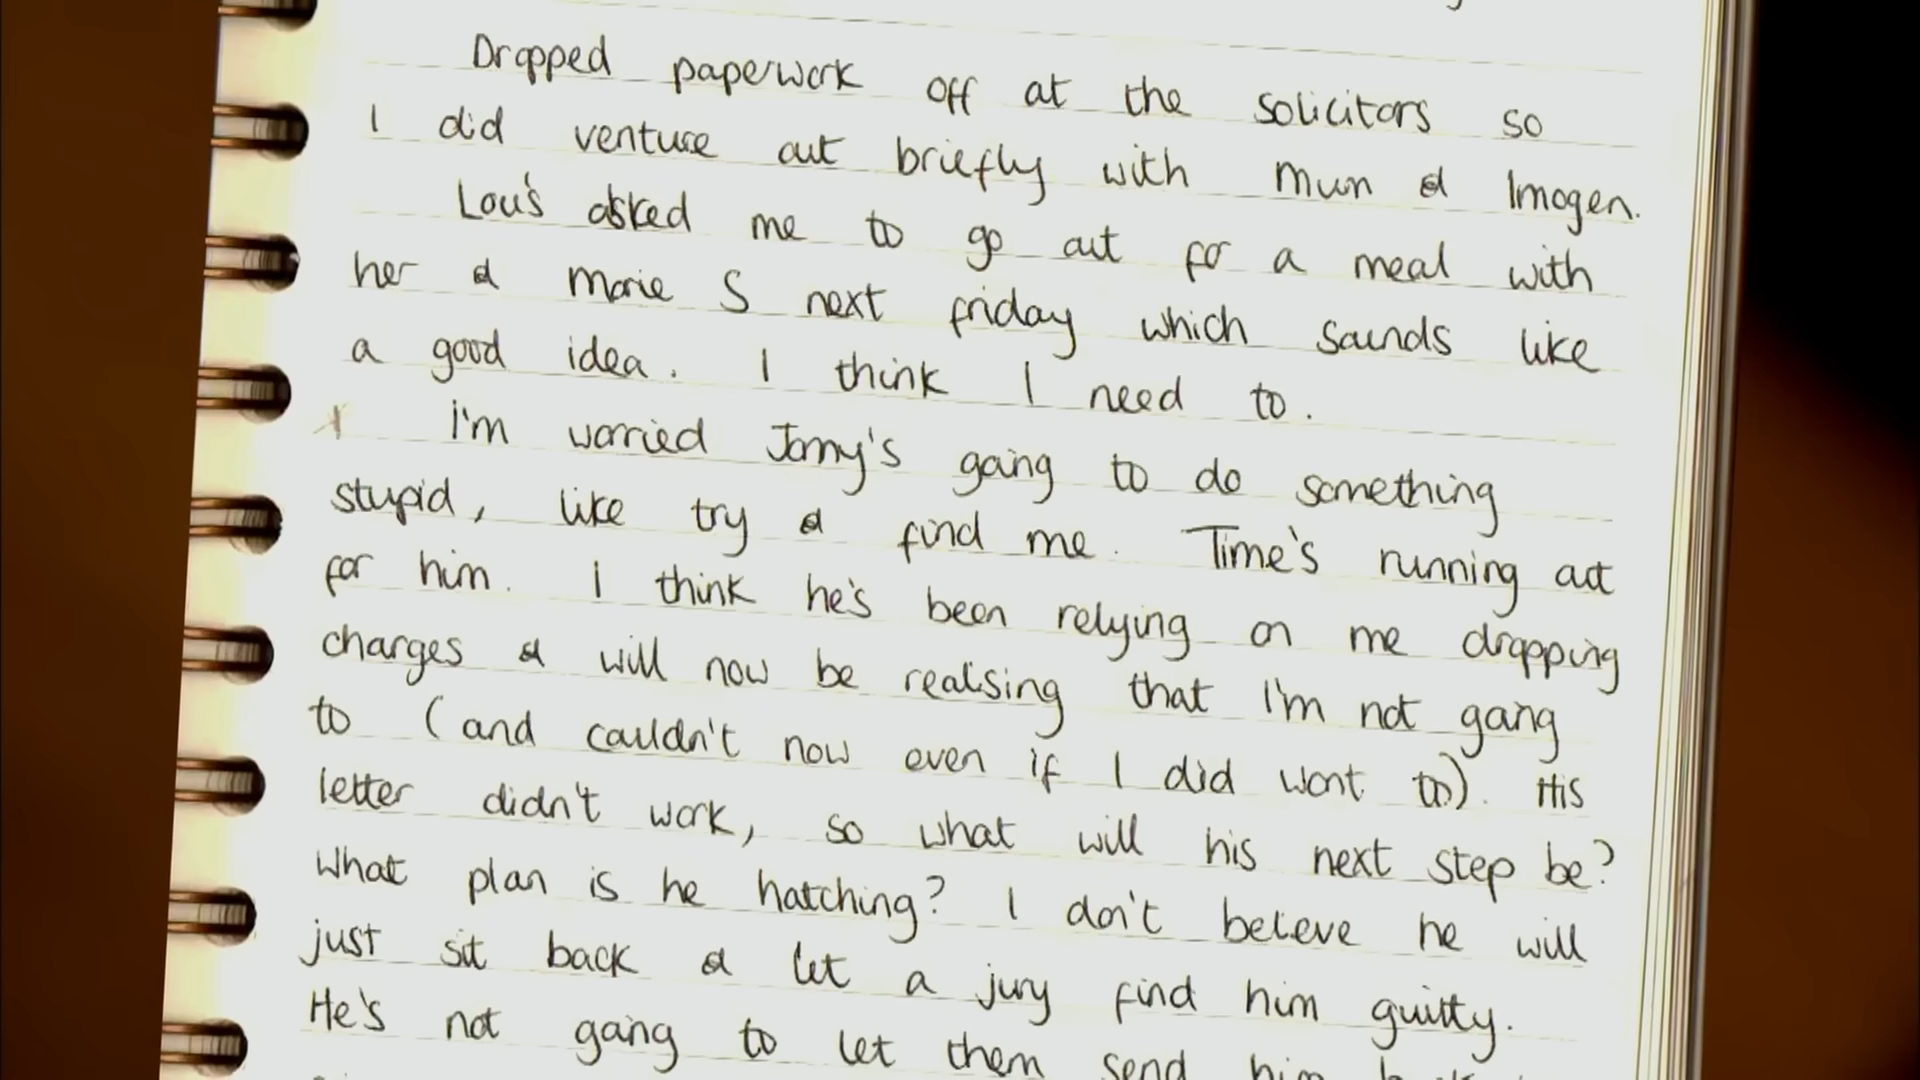 Dropped paperwork off at the solicitors so
I did venture out briefly with Mum & Imogen.
Lou's asked me to go out for a meal with
her & Marie S next friday which sounds like
a good idea. I think I need to.
I'm worried Jonny's going to do something
stupid, like try & find me. Time's running out
for him. I think he's been relying on me dropping
charges & will now be realising that I'm not going
to (and couldn't now even if I did want to). His
letter didn't work, so what will his next step be?
What plan is he hatching? I don't believe he will
just sit back & let a jury find him guilty.
He's not going to let them send him